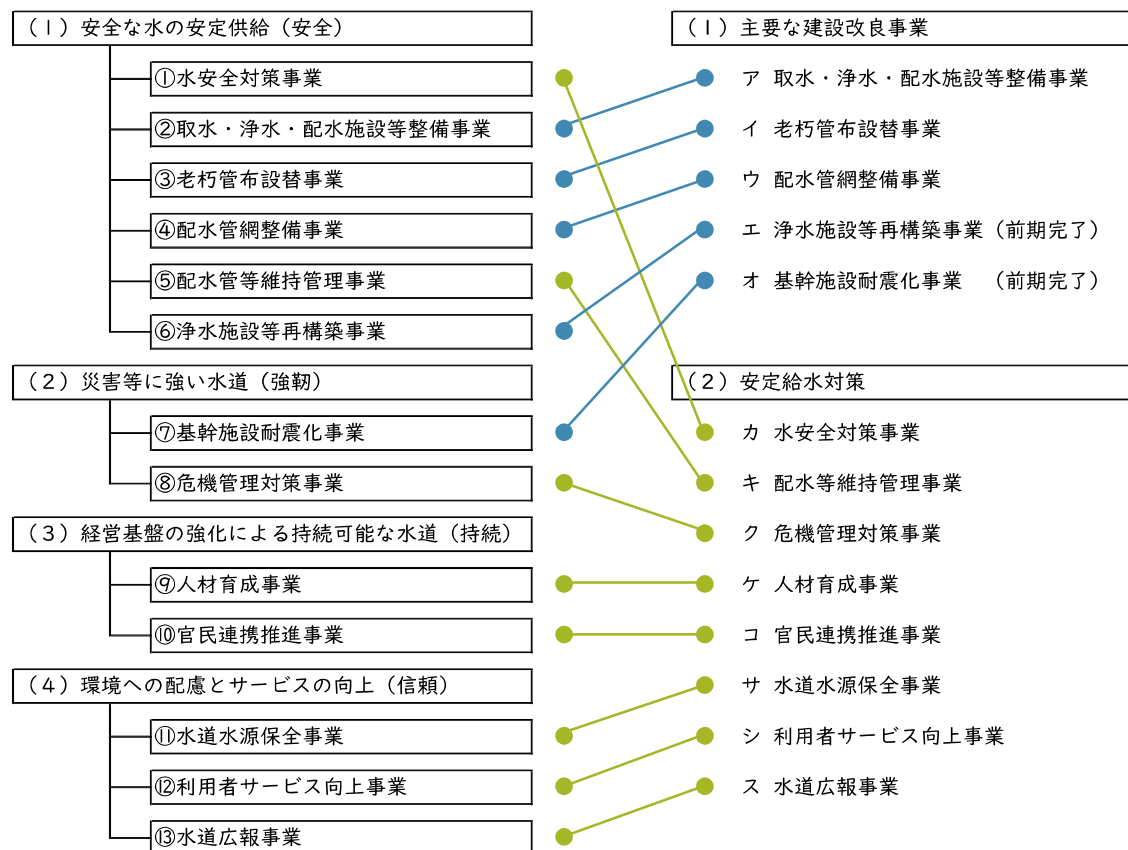 (1) 安全な水の安定供給 (安全)
①水安全対策事業
②取水・浄水・配水施設等整備事業
③老朽管布設替事業
④配水管網整備事業
⑤配水管等維持管理事業
⑥浄水施設等再構築事業
(2) 災害等に強い水道 (強靭)
⑦基幹施設耐震化事業
⑧危機管理対策事業
(3) 経営基盤の強化による持続可能な水道 (持続)
⑨人材育成事業
⑩官民連携推進事業
(4) 環境への配慮とサービスの向上 (信頼)
⑪水道水源保全事業
⑫利用者サービス向上事業
⑬水道広報事業
(1) 主要な建設改良事業
ア 取水・浄水・配水施設等整備事業
イ 老朽管布設替事業
ウ 配水管網整備事業
エ 浄水施設等再構築事業 (前期完了)
オ 基幹施設耐震化事業 (前期完了)
(2) 安定給水対策
カ 水安全対策事業
キ 配水等維持管理事業
ク 危機管理対策事業
ケ 人材育成事業
コ 官民連携推進事業
サ 水道水源保全事業
シ 利用者サービス向上事業
ス 水道広報事業